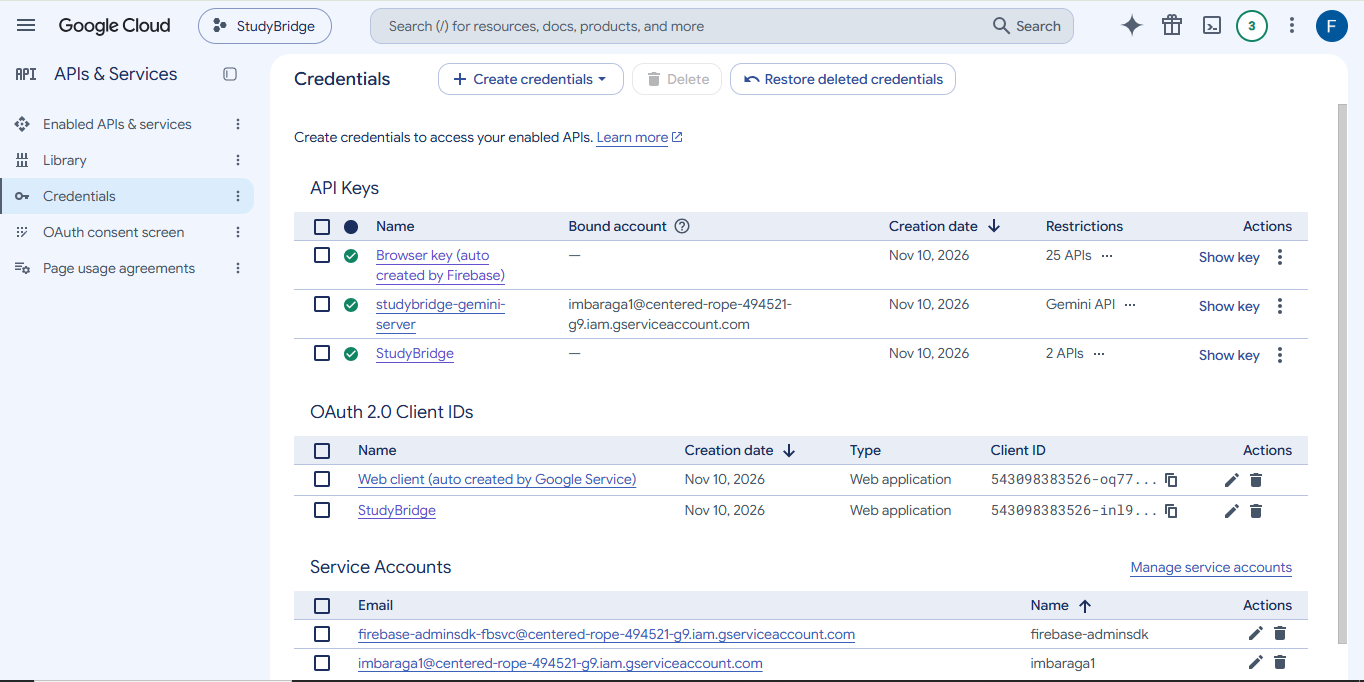 Google Cloud
StudyBridge
Search (/) for resources, docs, products, and more
Search
3
F
API APIs & Services
Enabled APIs & services
Library
Credentials
OAuth consent screen
Page usage agreements
Credentials
Create credentials
Delete
Restore deleted credentials
Create credentials to access your enabled APIs. Learn more
API Keys
Name Bound account Creation date Restrictions Actions
Browser key (auto
created by Firebase)
— Nov 10, 2026 25 APIs Show key
studybridge-gemini-
server
imbaraga1@centered-rope-494521-
g9.iam.gserviceaccount.com
Nov 10, 2026 Gemini API Show key
StudyBridge — Nov 10, 2026 2 APIs Show key
OAuth 2.0 Client IDs
Name Creation date Type Client ID Actions
Web client (auto created by Google Service) Nov 10, 2026 Web application 543098383526-oq77...
StudyBridge Nov 10, 2026 Web application 543098383526-inl9...
Service Accounts
Manage service accounts
Email Name Actions
firebase-adminsdk-fbsvc@centered-rope-494521-g9.iam.gserviceaccount.com firebase-adminsdk
imbaraga1@centered-rope-494521-g9.iam.gserviceaccount.com imbaraga1